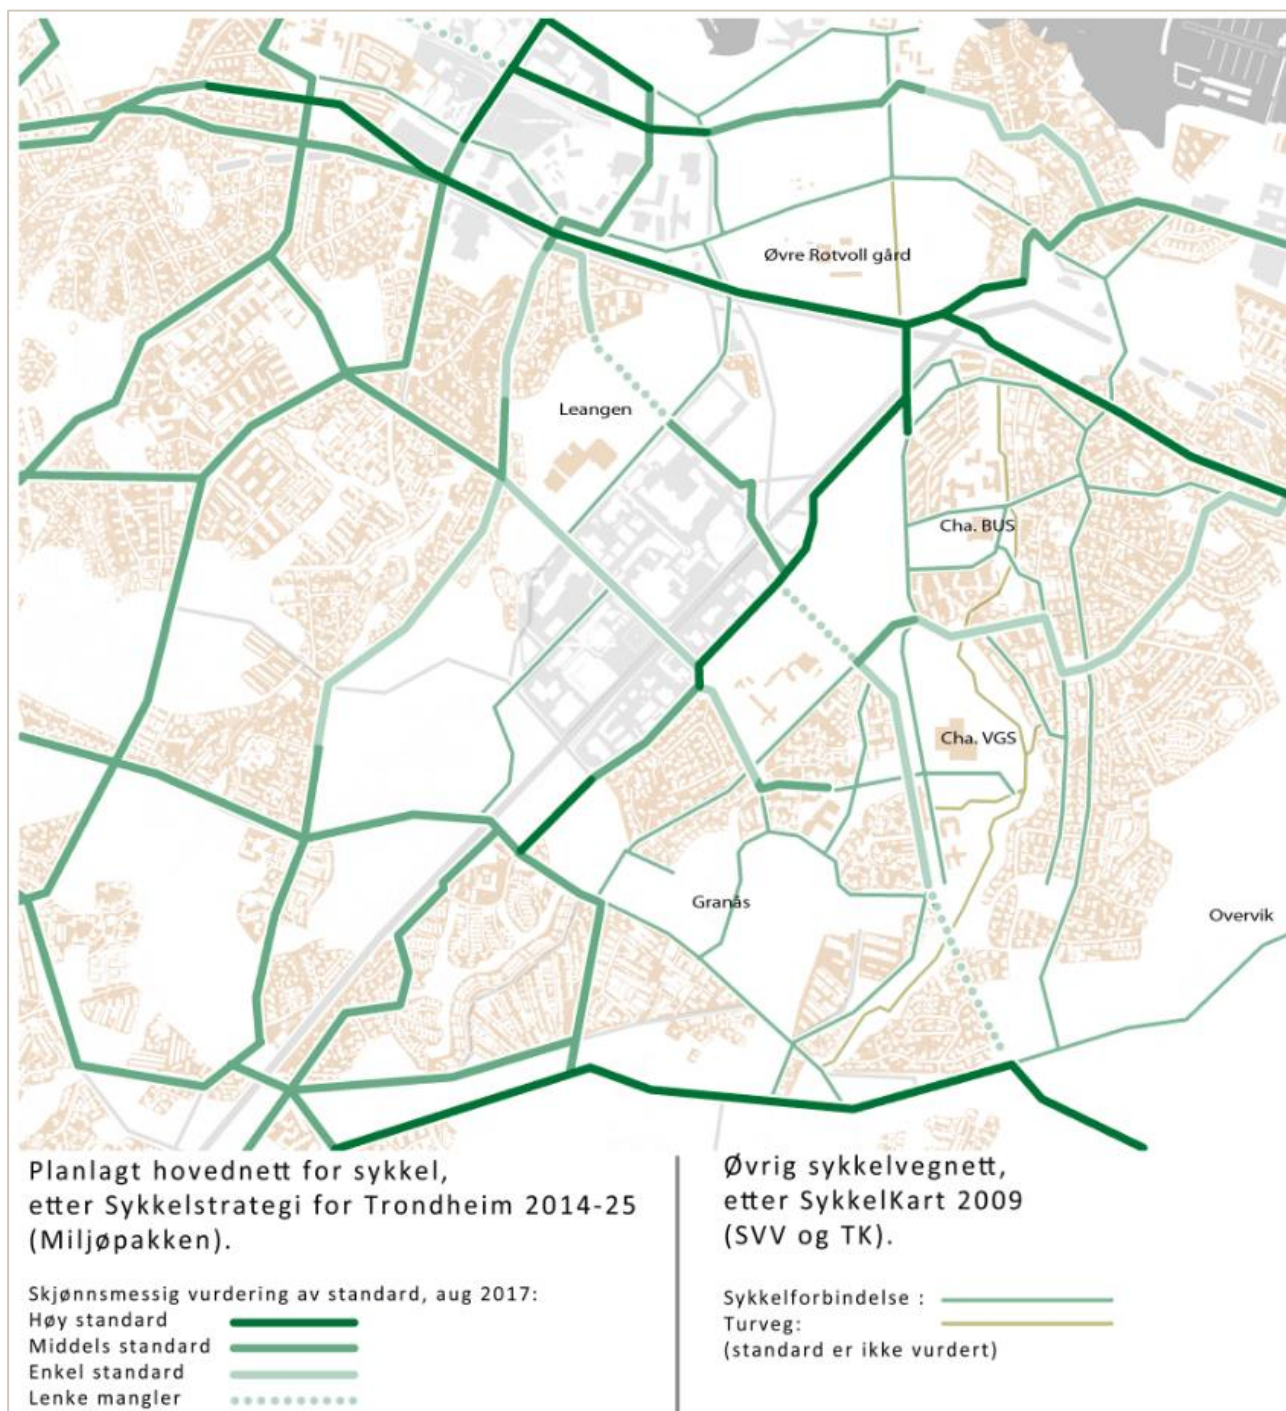 Øvre Rotvoll gård
Leangen
Cha. BUS
Cha. VGS
Granås
Overvik
Planlagt hovednett for sykkel,
etter Sykkelstrategi for Trondheim 2014-25
(Miljøpakken).
Skjønnsmessig vurdering av standard, aug 2017:
Høy standard
Middels standard
Enkel standard
Lenke mangler
Øvrig sykkelvegnett,
etter SykkelKart 2009
(SVV og TK).
Sykkelforbindelse :
Turveg:
(standard er ikke vurdert)